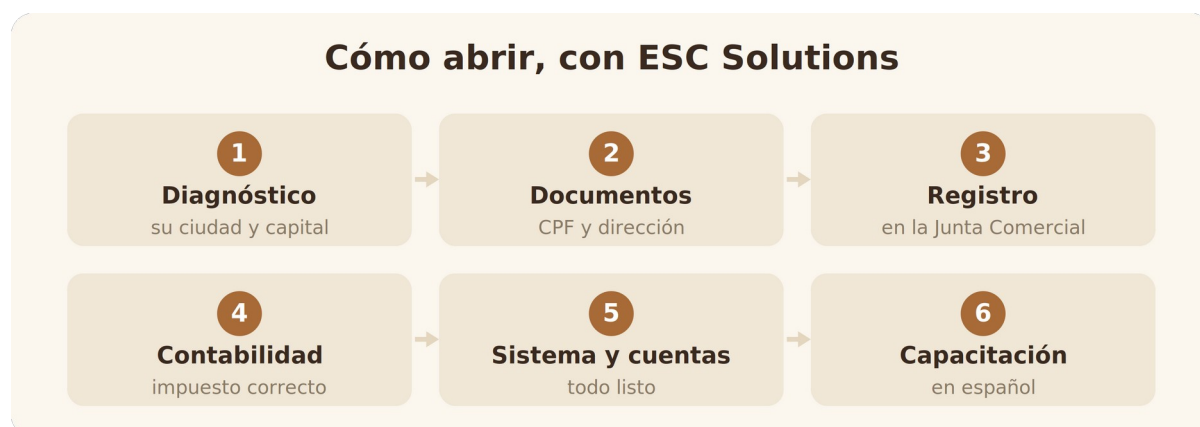 Cómo abrir, con ESC Solutions
1
Diagnóstico
su ciudad y capital
2
Documentos
CPF y dirección
3
Registro
en la Junta Comercial
4
Contabilidad
impuesto correcto
5
Sistema y cuentas
todo listo
6
Capacitación
en español